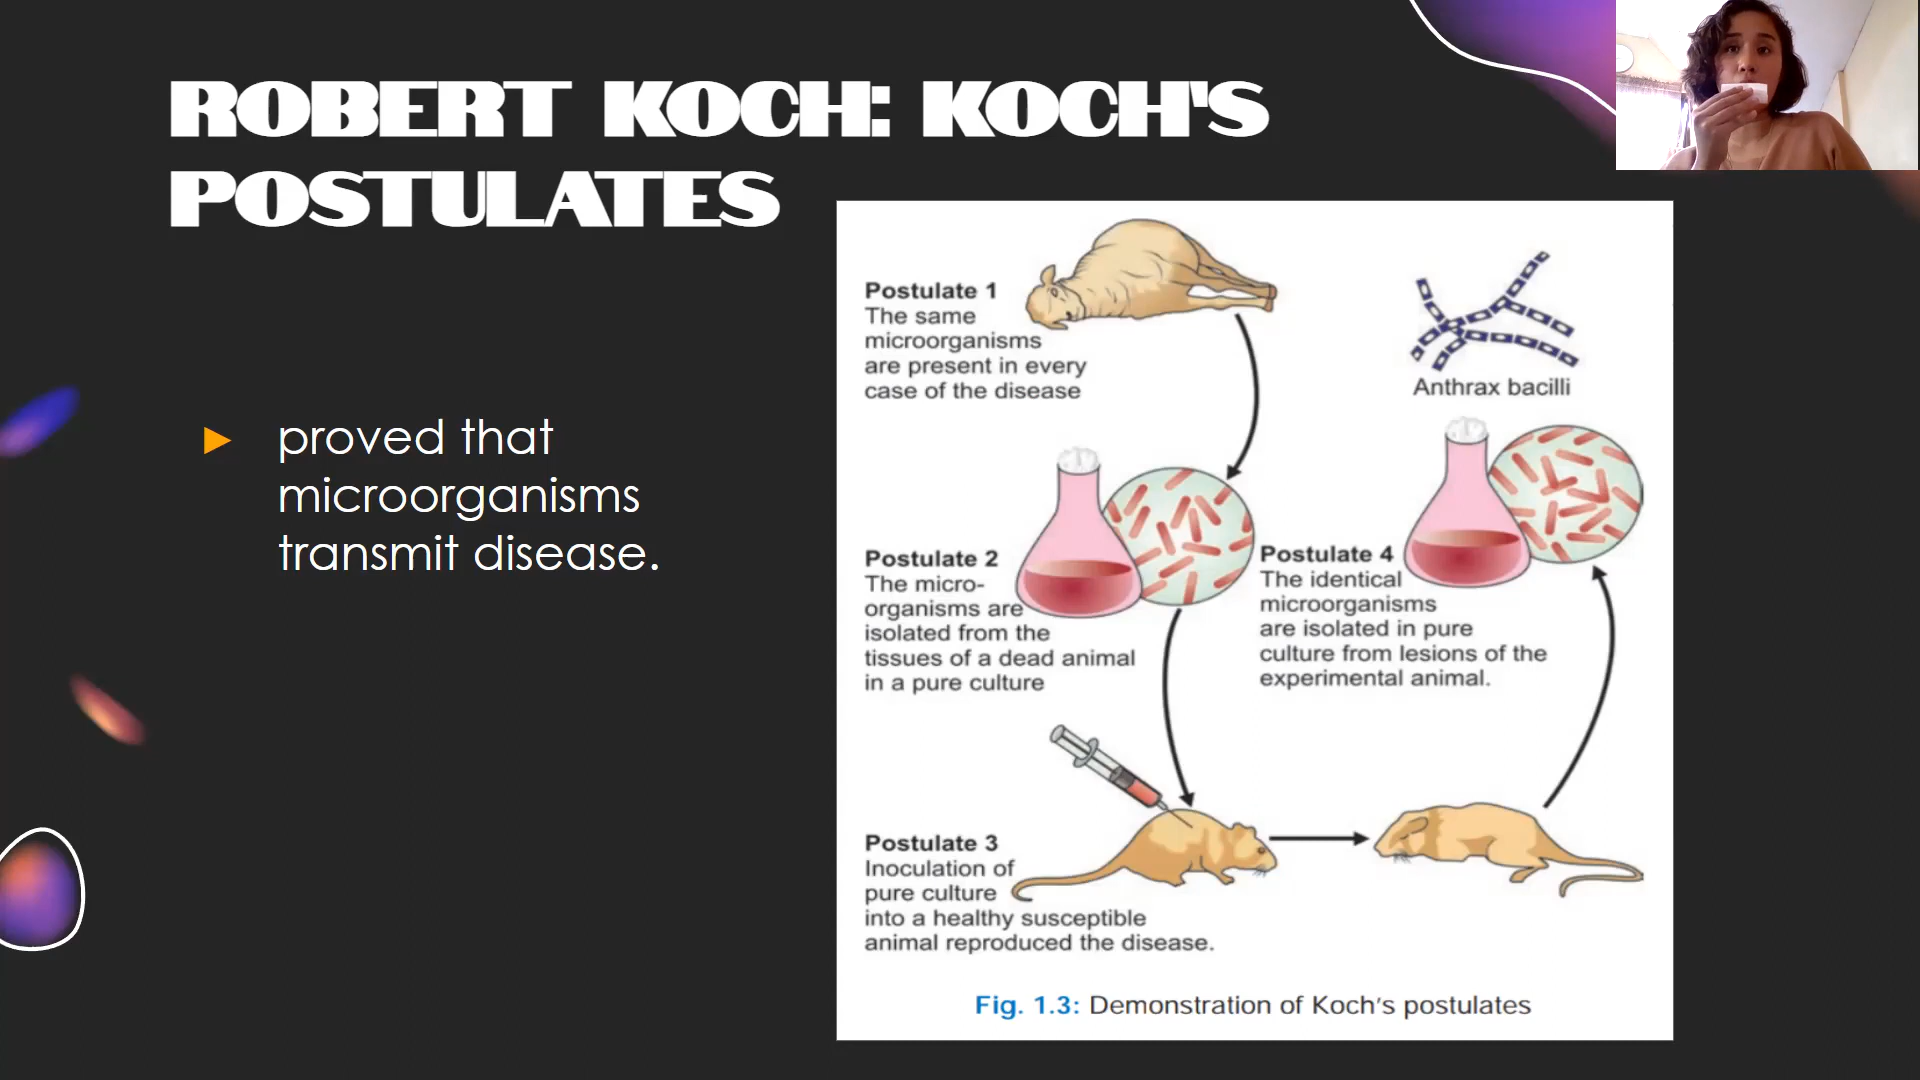 ROBERT KOCH: KOCH'S
POSTULATES
► proved that
microorganisms
transmit disease.
Postulate 1
The same
microorganisms
are present in every
case of the disease
Anthrax bacilli
Postulate 2
The micro-
organisms are
isolated from the
tissues of a dead animal
in a pure culture
Postulate 4
The identical
microorganisms
are isolated in pure
culture from lesions of the
experimental animal.
Postulate 3
Inoculation of
pure culture
into a healthy susceptible
animal reproduced the disease.
Fig. 1.3: Demonstration of Koch's postulates